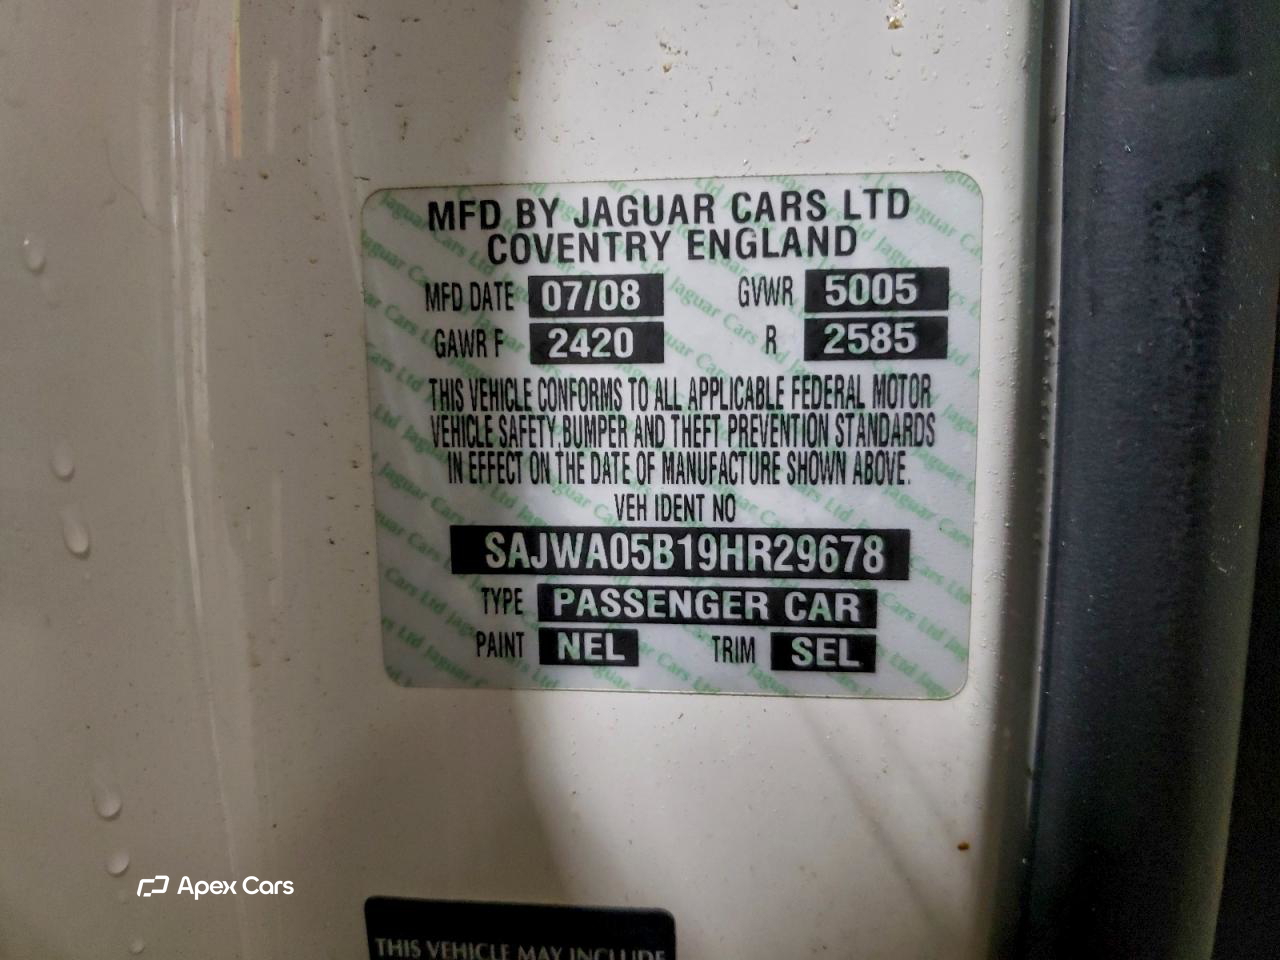 MFD BY JAGUAR CARS LTD
COVENTRY ENGLAND
MFD DATE 07/08 GVWR 5005
GAWR F 2420 R 2585
THIS VEHICLE CONFORMS TO ALL APPLICABLE FEDERAL MOTOR
VEHICLE SAFETY,BUMPER AND THEFT PREVENTION STANDARDS
IN EFFECT ON THE DATE OF MANUFACTURE SHOWN ABOVE.
VEH IDENT NO
SAJWA05B19HR29678
TYPE PASSENGER CAR
PAINT NEL TRIM SEL
Apex Cars
THIS VEHICLE MAY INCLUDE